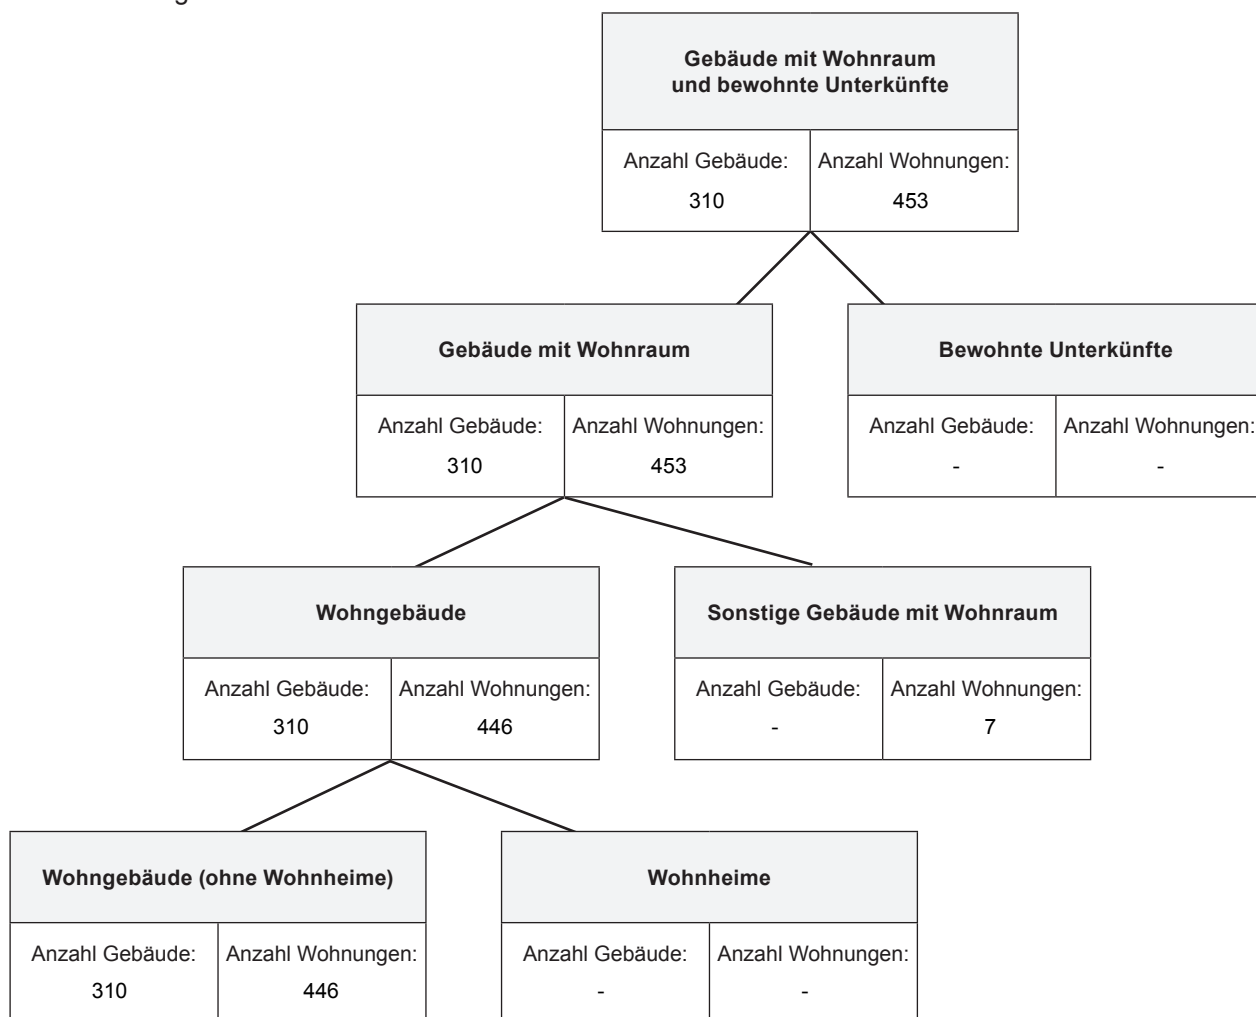 Gebäude mit Wohnraum
und bewohnte Unterkünfte
Anzahl Gebäude: Anzahl Wohnungen:
310 453
Gebäude mit Wohnraum
Bewohnte Unterkünfte
Anzahl Gebäude: Anzahl Wohnungen:
310 453
Anzahl Gebäude: Anzahl Wohnungen:
- -
Wohngebäude
Sonstige Gebäude mit Wohnraum
Anzahl Gebäude: Anzahl Wohnungen:
310 446
Anzahl Gebäude: Anzahl Wohnungen:
- 7
Wohngebäude (ohne Wohnheime)
Wohnheime
Anzahl Gebäude: Anzahl Wohnungen:
310 446
Anzahl Gebäude: Anzahl Wohnungen:
- -